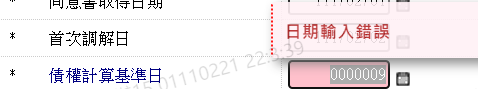 * 同意書取得日期
* 首次調解日
日期輸入錯誤
* 債權計算基準日 0000009